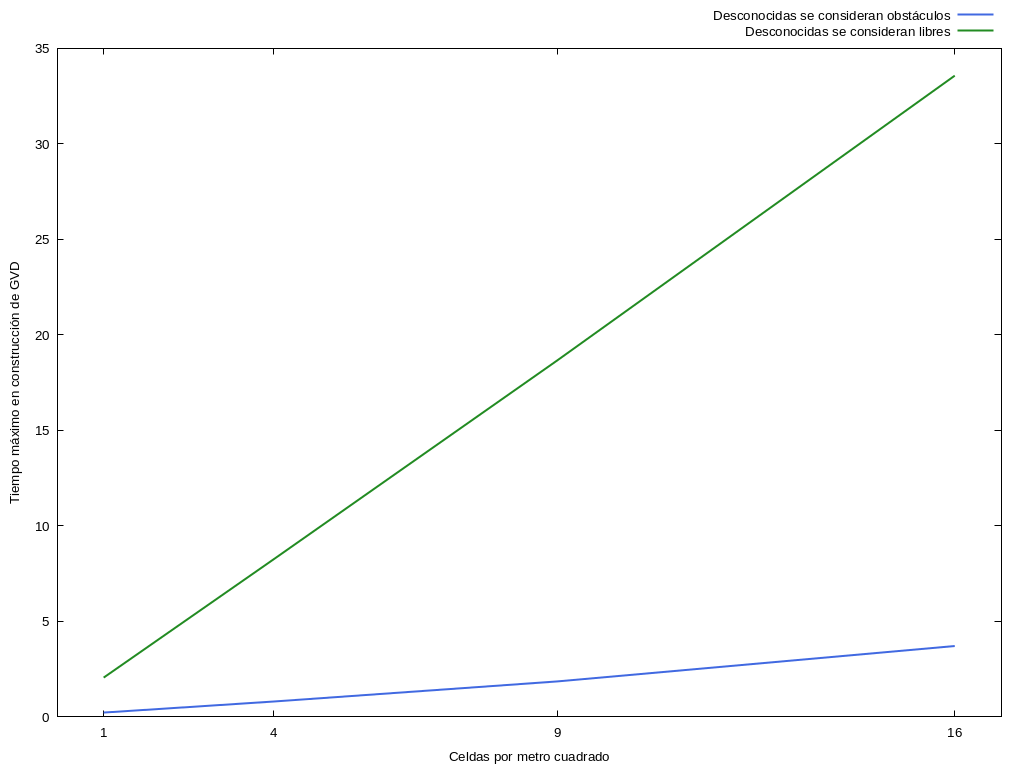 Desconocidas se consideran obstáculos
Desconocidas se consideran libres
35
30
25
20
15
10
5
0
Tiempo máximo en construcción de GVD
1 4 9 16
Celdas por metro cuadrado